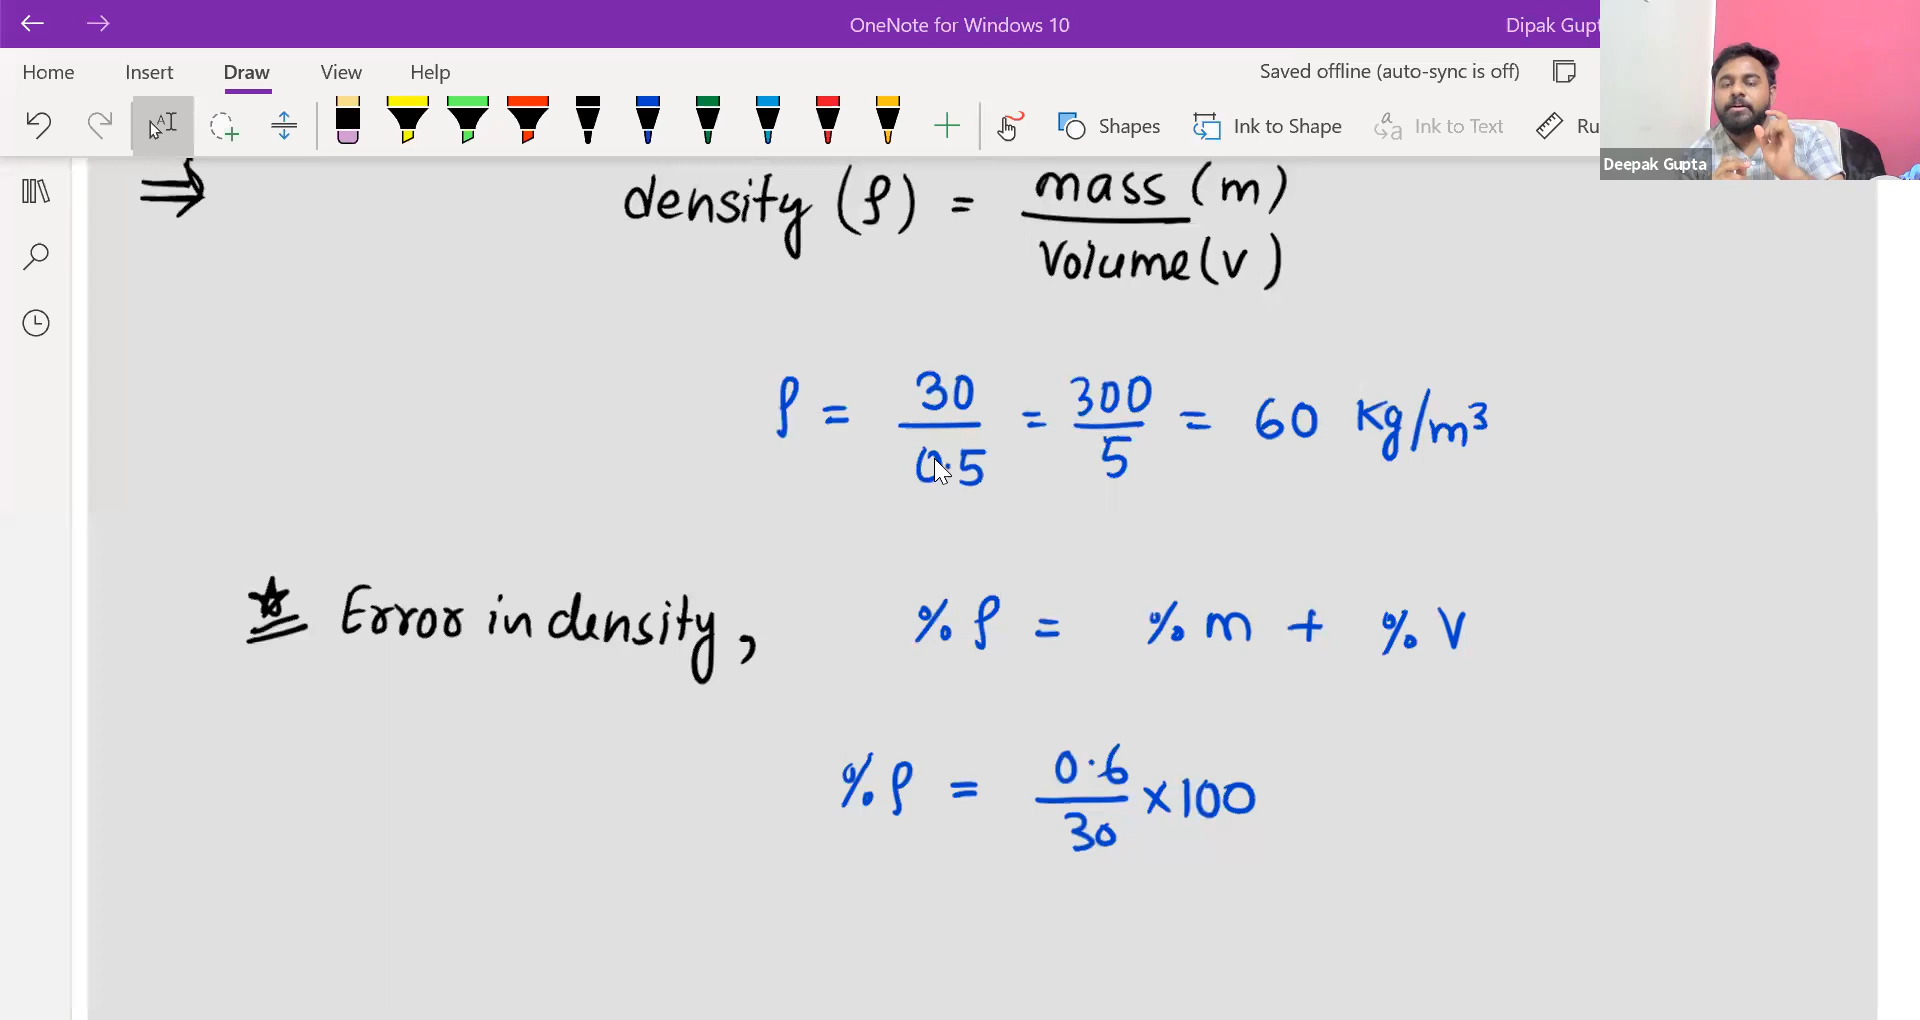 OneNote for Windows 10
Dipak Gupt
Home Insert Draw View Help
Saved offline (auto-sync is off)
Shapes Ink to Shape Ink to Text Ru
Deepak Gupta
⇒ density (ρ) = mass (m) / Volume (v)
ρ = 30 / 0.5 = 300 / 5 = 60 Kg/m³
☆ Error in density, % ρ = % m + % V
% ρ = 0.6 / 30 × 100